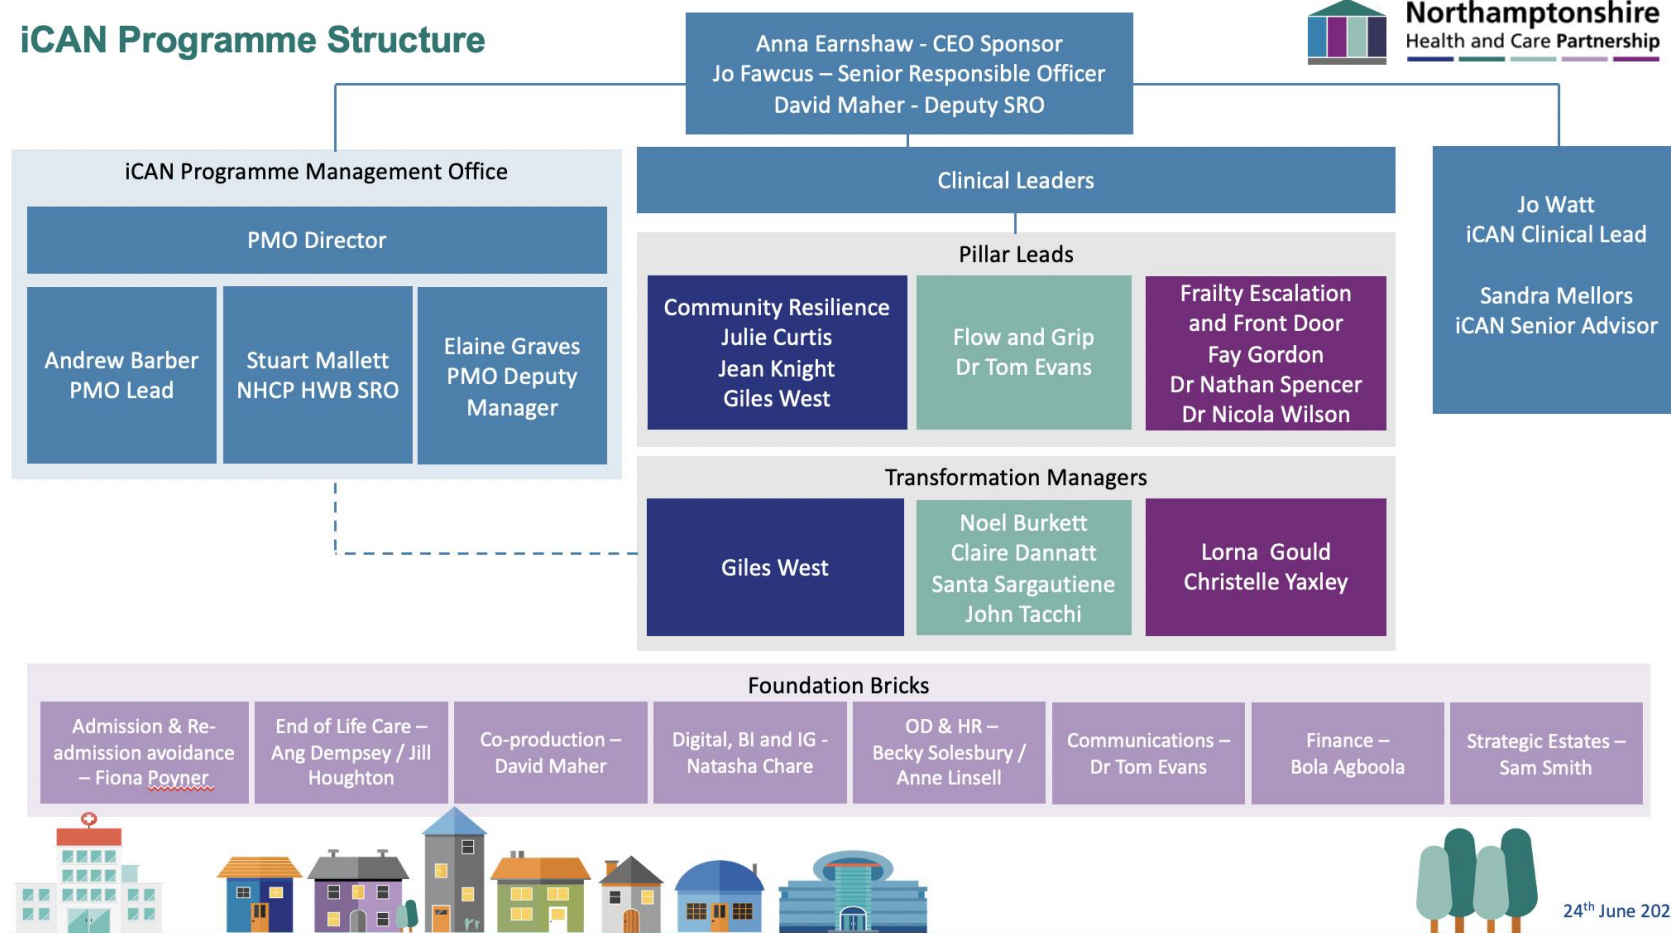 iCAN Programme Structure
Anna Earnshaw - CEO Sponsor
Jo Fawcus – Senior Responsible Officer
David Maher - Deputy SRO
Northamptonshire
Health and Care Partnership
iCAN Programme Management Office
PMO Director
Andrew Barber
PMO Lead
Stuart Mallett
NHCP HWB SRO
Elaine Graves
PMO Deputy
Manager
Clinical Leaders
Pillar Leads
Community Resilience
Julie Curtis
Jean Knight
Giles West
Flow and Grip
Dr Tom Evans
Frailty Escalation
and Front Door
Fay Gordon
Dr Nathan Spencer
Dr Nicola Wilson
Jo Watt
iCAN Clinical Lead
Sandra Mellors
iCAN Senior Advisor
Transformation Managers
Giles West
Noel Burkett
Claire Dannatt
Santa Sargautiene
John Tacchi
Lorna Gould
Christelle Yaxley
Foundation Bricks
Admission & Re-
admission avoidance
– Fiona Poyner
End of Life Care –
Ang Dempsey / Jill
Houghton
Co-production –
David Maher
Digital, BI and IG -
Natasha Chare
OD & HR –
Becky Solesbury /
Anne Linsell
Communications –
Dr Tom Evans
Finance –
Bola Agboola
Strategic Estates –
Sam Smith
24th June 202